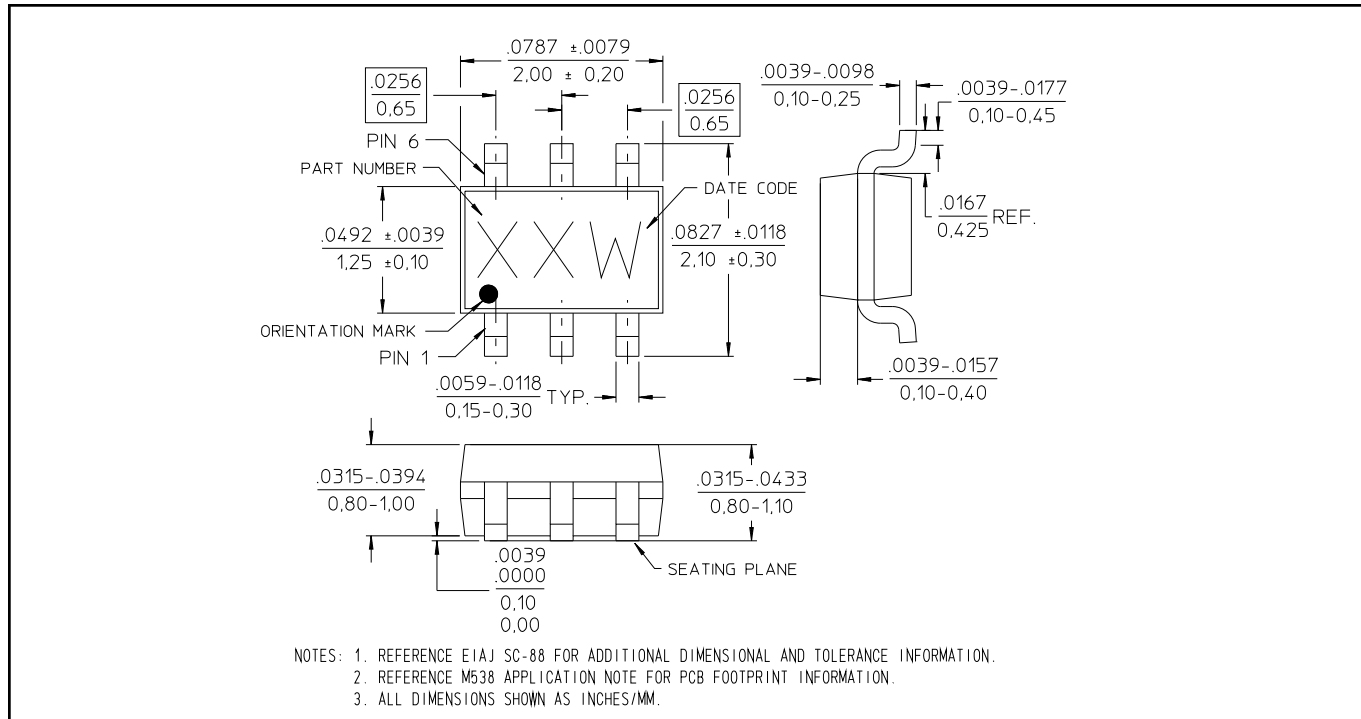 .0787 ±.0079
2,00 ± 0,20
.0256
0,65
.0256
0.65
.0039-.0098
0,10-0,25
.0039-.0177
0,10-0,45
PIN 6
PART NUMBER
DATE CODE
.0492 ±.0039
1,25 ±0,10
XXW
.0827 ±.0118
2,10 ±0,30
.0167
0,425
REF.
ORIENTATION MARK
PIN 1
.0059-.0118
0,15-0,30
TYP.
.0039-.0157
0,10-0,40
.0315-.0394
0,80-1,00
.0315-.0433
0,80-1,10
.0039
.0000
0,10
0,00
SEATING PLANE
NOTES: 1. REFERENCE EIAJ SC-88 FOR ADDITIONAL DIMENSIONAL AND TOLERANCE INFORMATION.
2. REFERENCE M538 APPLICATION NOTE FOR PCB FOOTPRINT INFORMATION.
3. ALL DIMENSIONS SHOWN AS INCHES/MM.